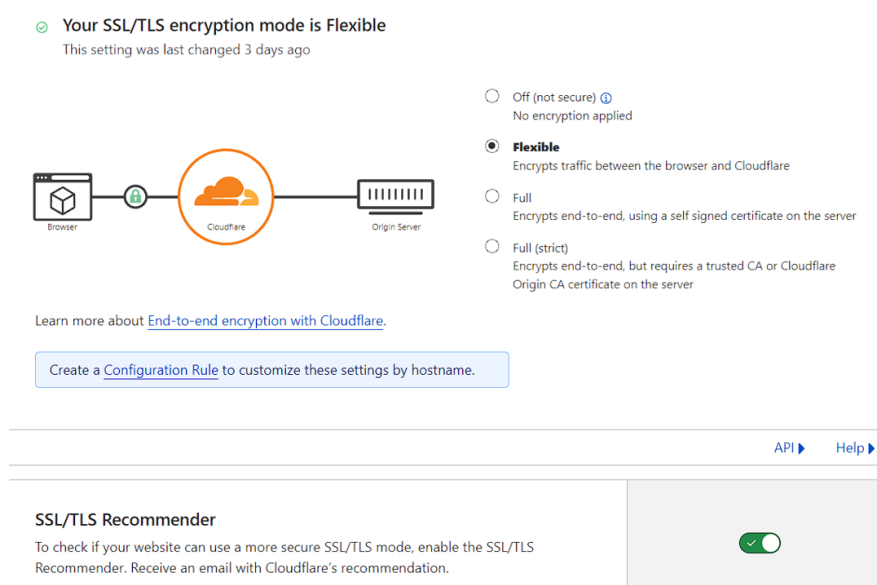 Your SSL/TLS encryption mode is Flexible
This setting was last changed 3 days ago
Off (not secure)
No encryption applied
Flexible
Encrypts traffic between the browser and Cloudflare
Full
Encrypts end-to-end, using a self signed certificate on the server
Full (strict)
Encrypts end-to-end, but requires a trusted CA or Cloudflare
Origin CA certificate on the server
Browser
Cloudflare
Origin Server
Learn more about End-to-end encryption with Cloudflare.
Create a Configuration Rule to customize these settings by hostname.
API
Help
SSL/TLS Recommender
To check if your website can use a more secure SSL/TLS mode, enable the SSL/TLS
Recommender. Receive an email with Cloudflare's recommendation.